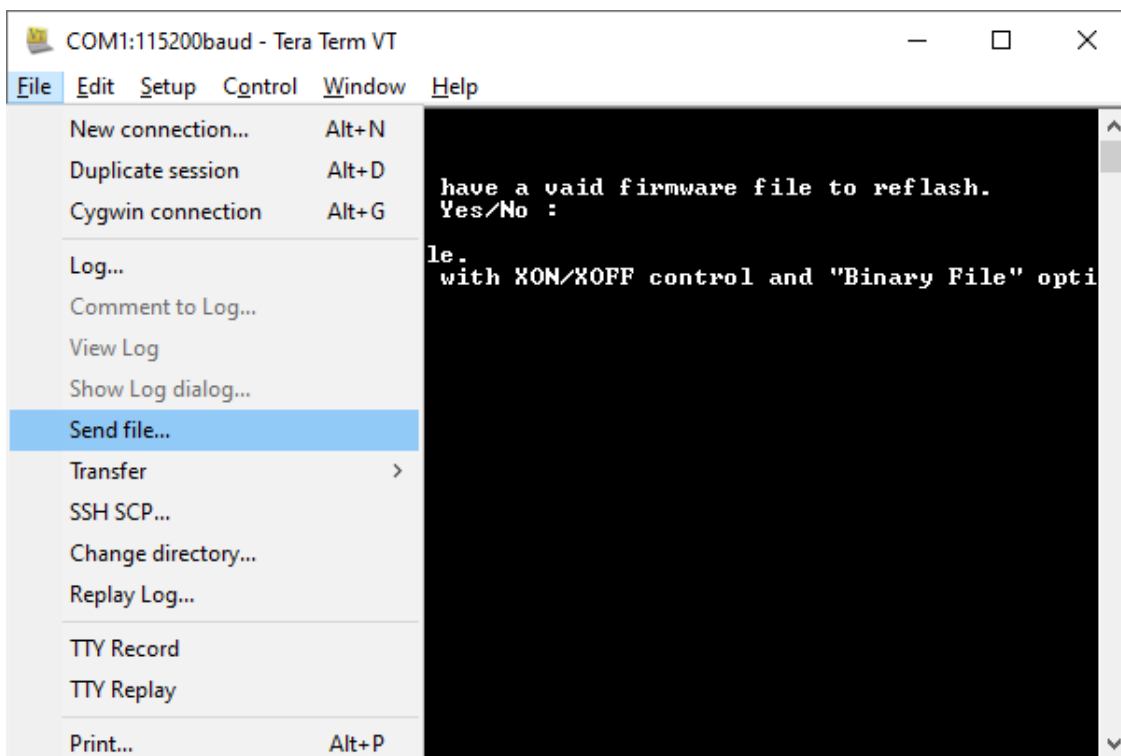 COM1:115200baud - Tera Term VT
File Edit Setup Control Window Help
New connection... Alt+N
Duplicate session Alt+D
Cygwin connection Alt+G
Log...
Comment to Log...
View Log
Show Log dialog...
Send file...
Transfer
SSH SCP...
Change directory...
Replay Log...
TTY Record
TTY Replay
Print... Alt+P
have a vaid firmware file to reflash.
Yes/No :
le.
with XON/XOFF control and "Binary File" opti